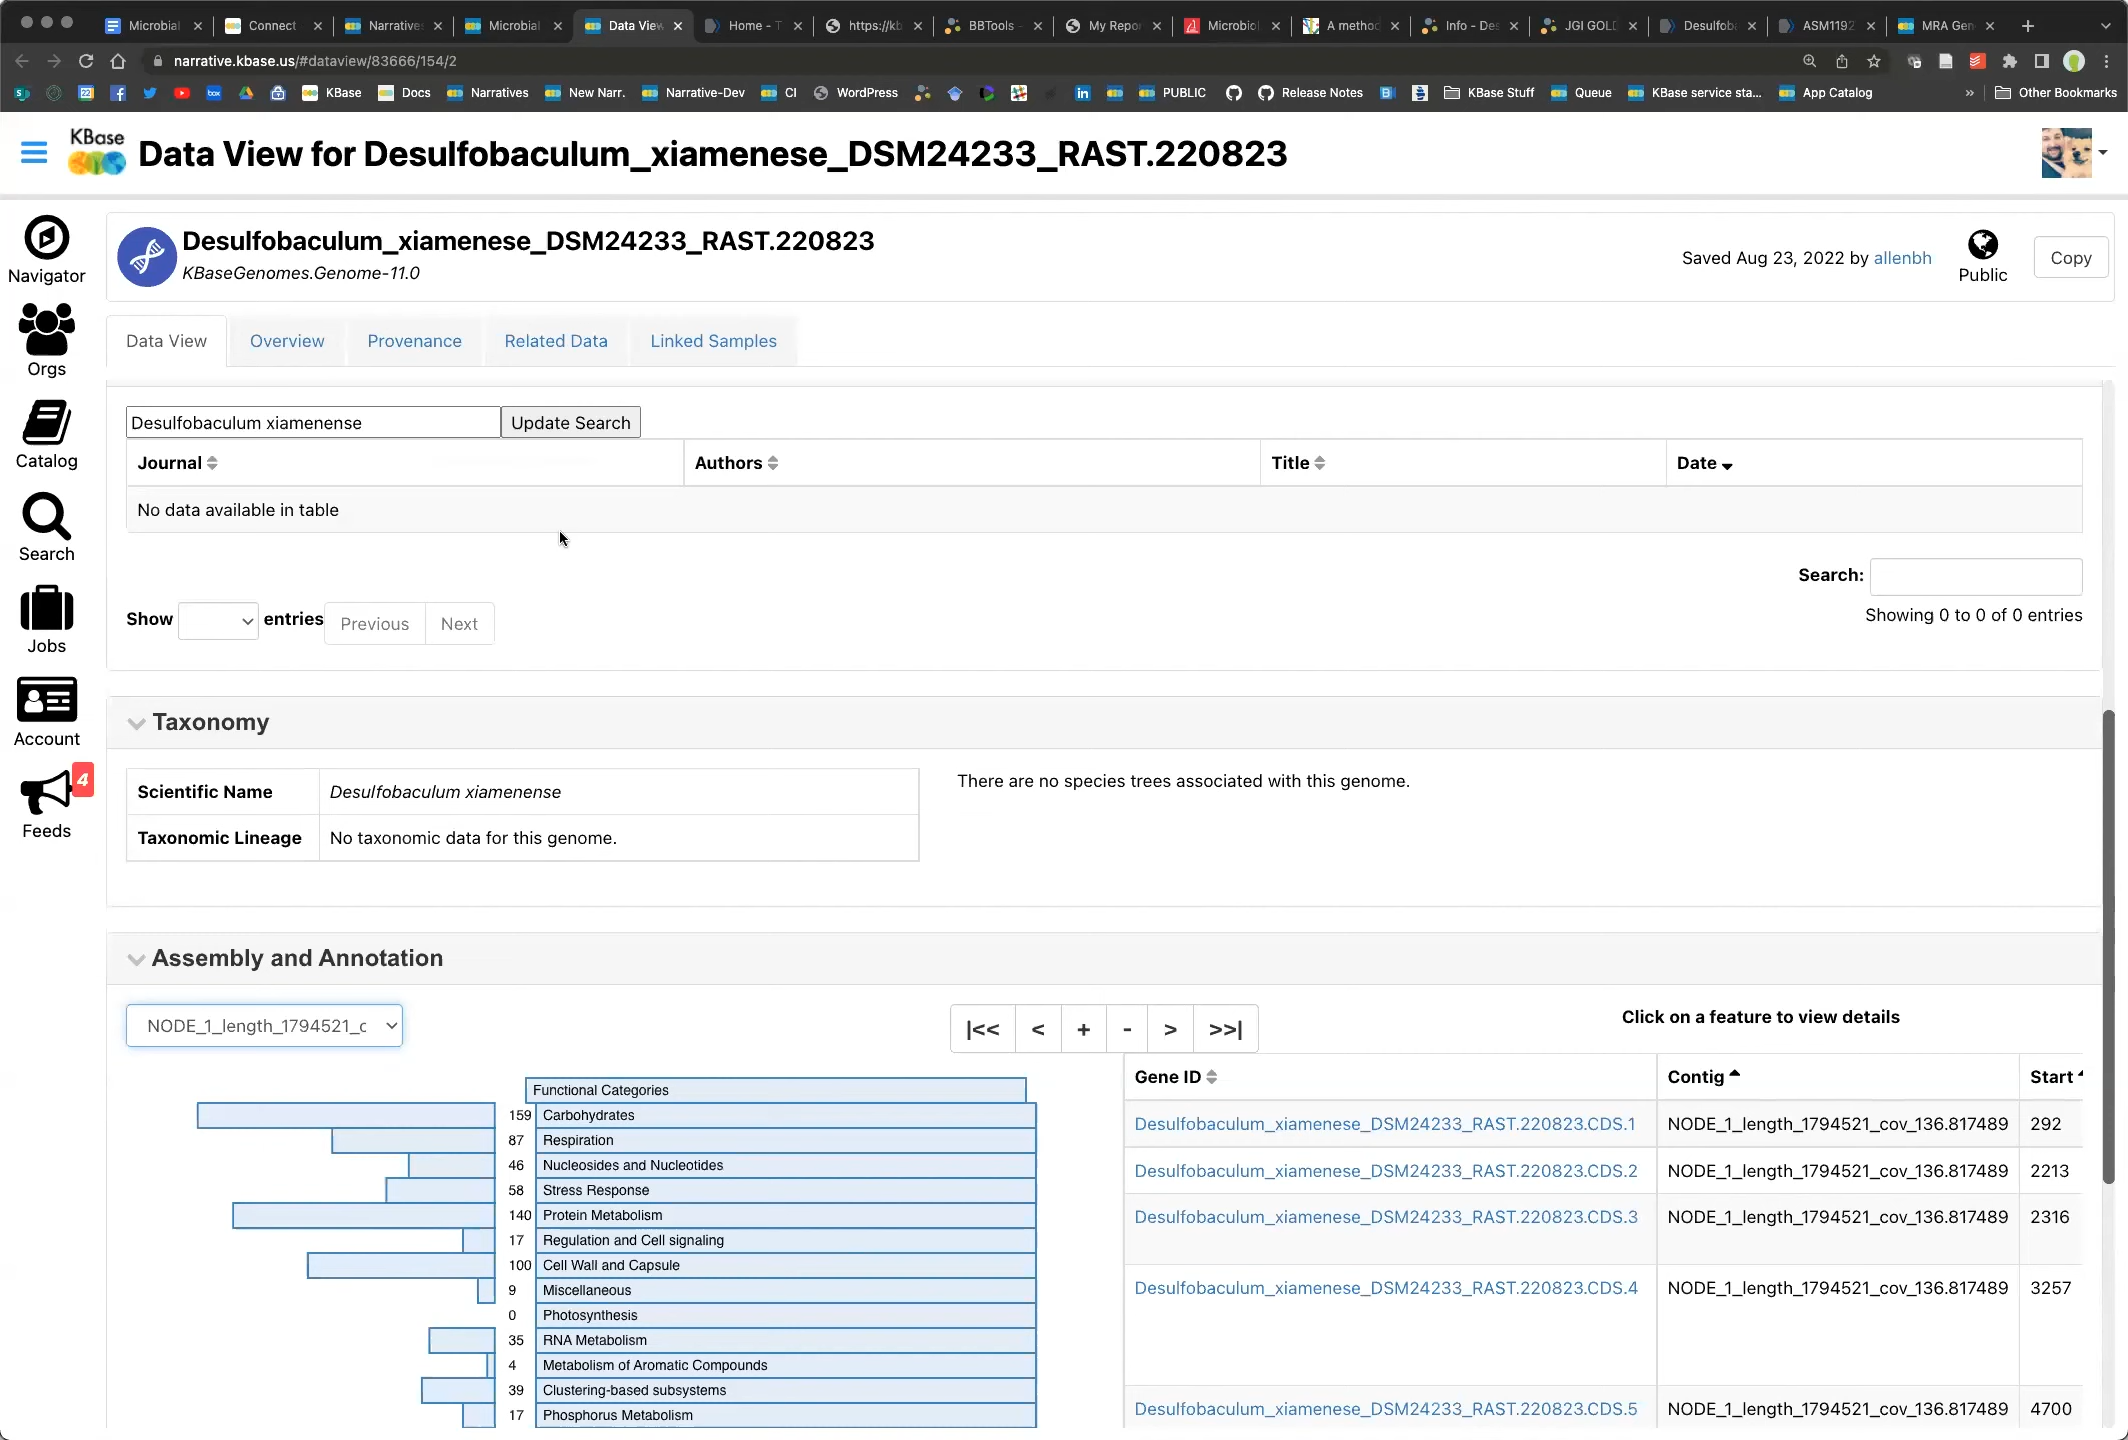 Microbial
Connect
Narratives
Microbial
Data View
Home - T
https://kb
BBTools -
My Repor
Microbiol
A method
Info - Des
JGI GOLD
Desulfoba
ASM1192
MRA Gen
narrative.kbase.us/#dataview/83666/154/2
KBase
Docs
Narratives
New Narr.
Narrative-Dev
CI
WordPress
PUBLIC
Release Notes
KBase Stuff
Queue
KBase service sta...
App Catalog
»
Other Bookmarks
KBase
Data View for Desulfobaculum_xiamenese_DSM24233_RAST.220823
Navigator
Orgs
Catalog
Search
Jobs
Account
4
Feeds
Desulfobaculum_xiamenese_DSM24233_RAST.220823
KBaseGenomes.Genome-11.0
Saved Aug 23, 2022 by allenbh
Public
Copy
Data View
Overview
Provenance
Related Data
Linked Samples
Desulfobaculum xiamenense
Update Search
Journal Authors Title Date
No data available in table
Search:
Show entries Previous Next
Showing 0 to 0 of 0 entries
Taxonomy
Scientific Name Desulfobaculum xiamenense
Taxonomic Lineage No taxonomic data for this genome.
There are no species trees associated with this genome.
Assembly and Annotation
NODE_1_length_1794521_c
|<< < + - > >>|
Click on a feature to view details
Functional Categories
159 Carbohydrates
87 Respiration
46 Nucleosides and Nucleotides
58 Stress Response
140 Protein Metabolism
17 Regulation and Cell signaling
100 Cell Wall and Capsule
9 Miscellaneous
0 Photosynthesis
35 RNA Metabolism
4 Metabolism of Aromatic Compounds
39 Clustering-based subsystems
17 Phosphorus Metabolism
Gene ID Contig Start
Desulfobaculum_xiamenese_DSM24233_RAST.220823.CDS.1 NODE_1_length_1794521_cov_136.817489 292
Desulfobaculum_xiamenese_DSM24233_RAST.220823.CDS.2 NODE_1_length_1794521_cov_136.817489 2213
Desulfobaculum_xiamenese_DSM24233_RAST.220823.CDS.3 NODE_1_length_1794521_cov_136.817489 2316
Desulfobaculum_xiamenese_DSM24233_RAST.220823.CDS.4 NODE_1_length_1794521_cov_136.817489 3257
Desulfobaculum_xiamenese_DSM24233_RAST.220823.CDS.5 NODE_1_length_1794521_cov_136.817489 4700